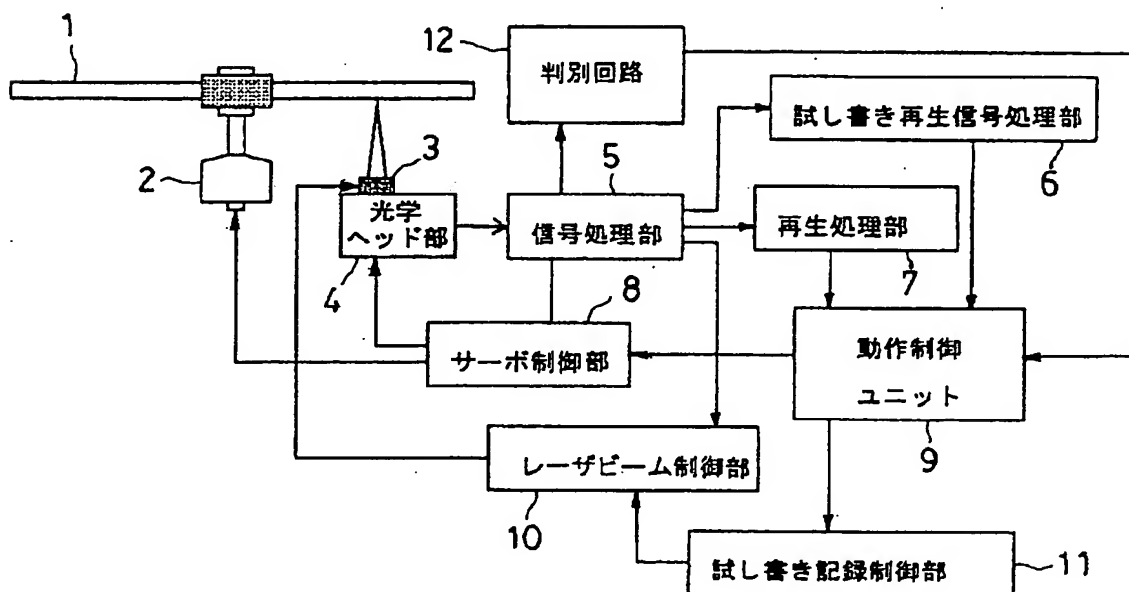 1
12
判別回路
試し書き再生信号処理部
6
2
3
光学
ヘッド部
4
5
信号処理部
再生処理部
7
8
サーボ制御部
動作制御
ユニット
9
レーザビーム制御部
10
試し書き記録制御部
11